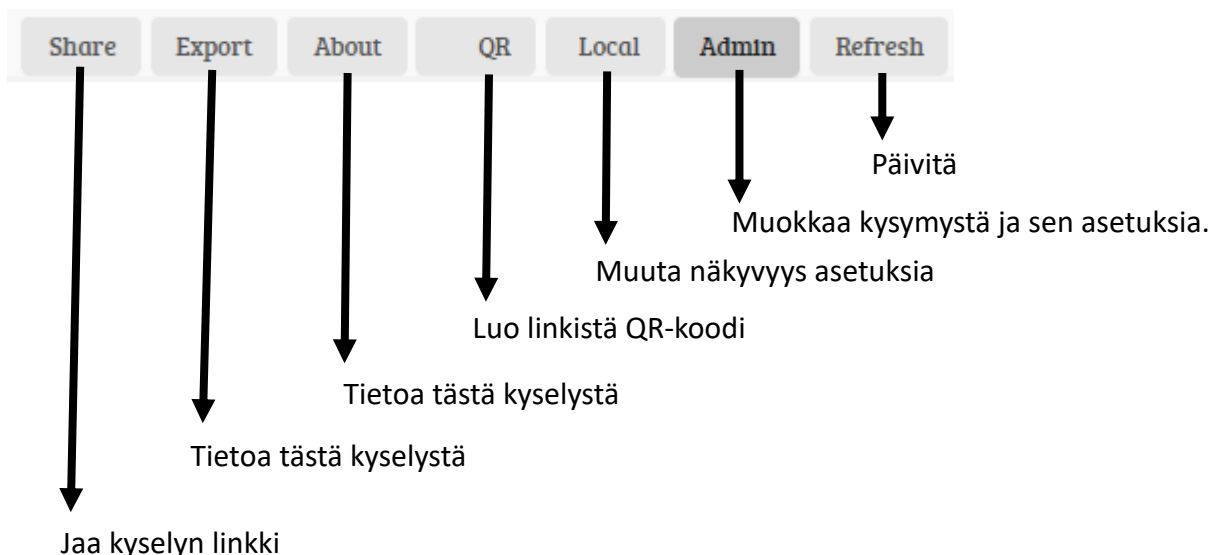 Share Export About QR Local Admin Refresh
Päivitä
Muokkaa kysymystä ja sen asetuksia.
Muuta näkyvyys asetuksia
Luo linkistä QR-koodi
Tietoa tästä kyselystä
Tietoa tästä kyselystä
Jaa kyselyn linkki